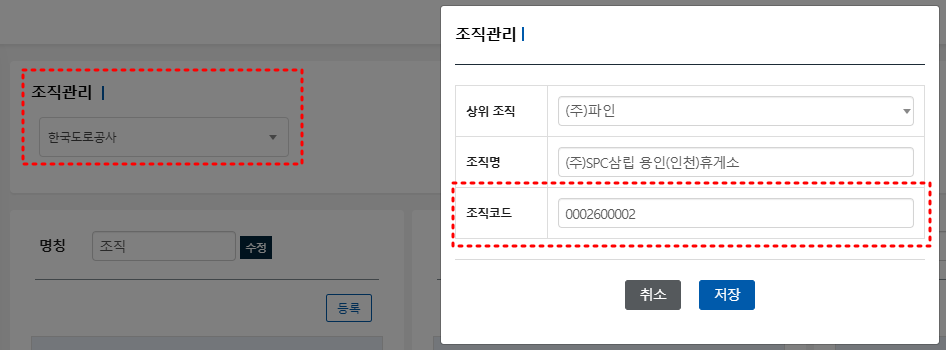 조직관리
한국도로공사
명칭
조직
수정
등록
조직관리
상위 조직
(주)파인
조직명
(주)SPC삼립 용인(인천)휴게소
조직코드
0002600002
취소
저장